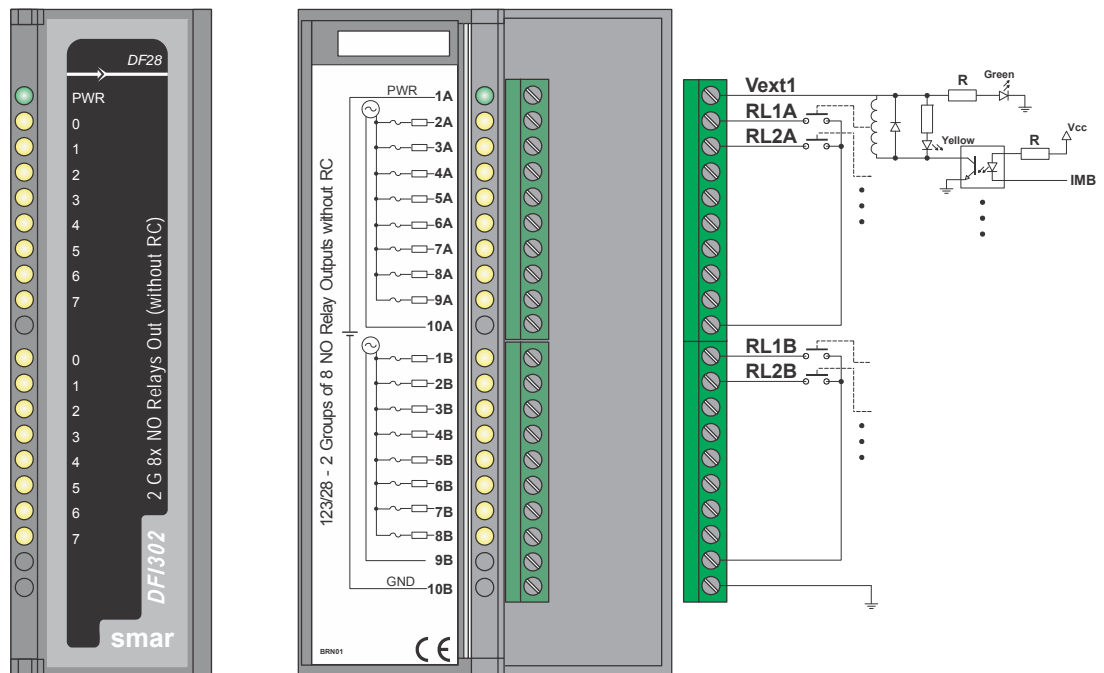 DF28
PWR
0
1
2
3
4
5
6
7
0
1
2
3
4
5
6
7
2 G 8x NO Relays Out (without RC)
DFI302
smar
123/28 - 2 Groups of 8 NO Relay Outputs without RC
PWR
1A
2A
3A
4A
5A
6A
7A
8A
9A
10A
1B
2B
3B
4B
5B
6B
7B
8B
9B
GND
10B
BRN01
CE
Vext1
RL1A
RL2A
R
Green
Yellow
R
Vcc
IMB
RL1B
RL2B